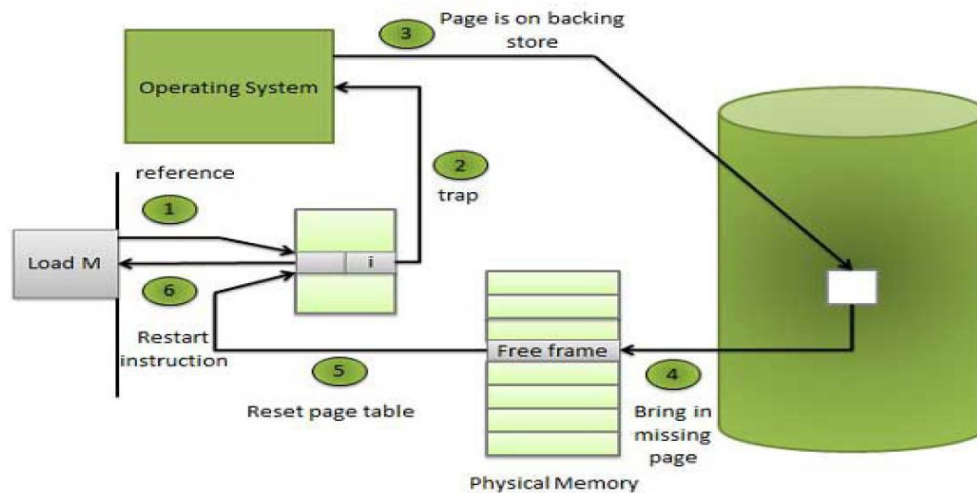 3
Page is on backing
store
Operating System
reference
2
trap
1
Load M
i
6
Restart
instruction
Free frame
5
4
Reset page table
Bring in
missing
page
Physical Memory